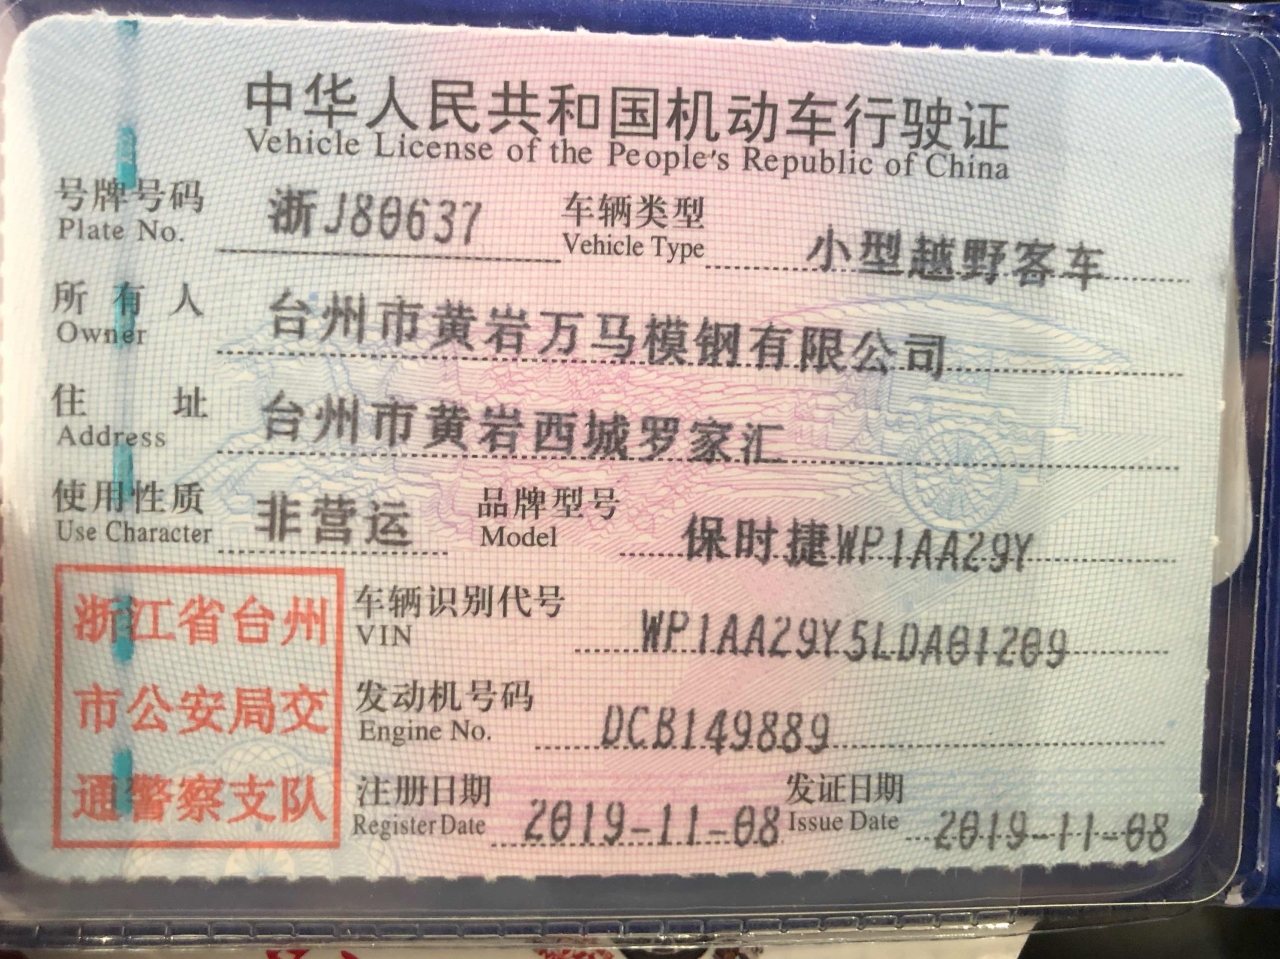 中华人民共和国机动车行驶证
Vehicle License of the People's Republic of China
号牌号码 浙J80637 车辆类型 小型越野客车
Plate No. Vehicle Type
所有人 台州市黄岩万马模钢有限公司
Owner
住址 台州市黄岩西城罗家汇
Address
使用性质 非营运 品牌型号 保时捷WP1AA29Y
Use Character Model
浙江省台州
市公安局交
通警察支队
车辆识别代号 WP1AA29Y5LDA01209
VIN
发动机号码 DCB149889
Engine No.
注册日期 2019-11-08 发证日期 2019-11-08
Register Date Issue Date